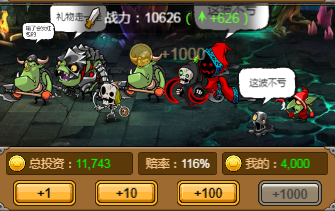 礼物是
战力：10626 (↑+626)
+1000
这波不亏
总投资：11,743
赔率：116%
我的：4,000
+1
+10
+100
+1000